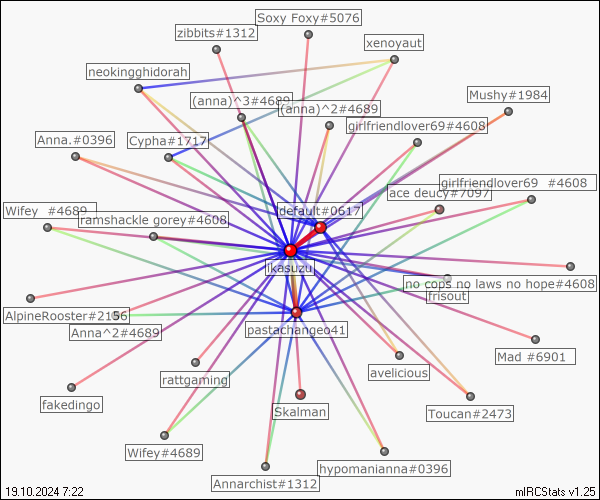 Soxy Foxy#5076
zibbits#1312
xenoyaut
neokingghidorah
Mushy#1984
(anna)^3#4689
(anna)^2#4689
girlfriendlover69#4608
Anna.#0396
Cypha#1717
girlfriendlover69 #4608
ace deucy#7097
Wifey #4689
ramshackle gorey#4608
default#0617
ikasuzu
no cops no laws no hope#4608
frisout
AlpineRooster#2156
Anna^2#4689
pastachangeo41
Mad #6901
avelicious
rattgaming
fakedingo
Skalman
Toucan#2473
Wifey#4689
hypomanianna#0396
Annarchist#1312
19.10.2024 7:22
mIRCStats v1.25